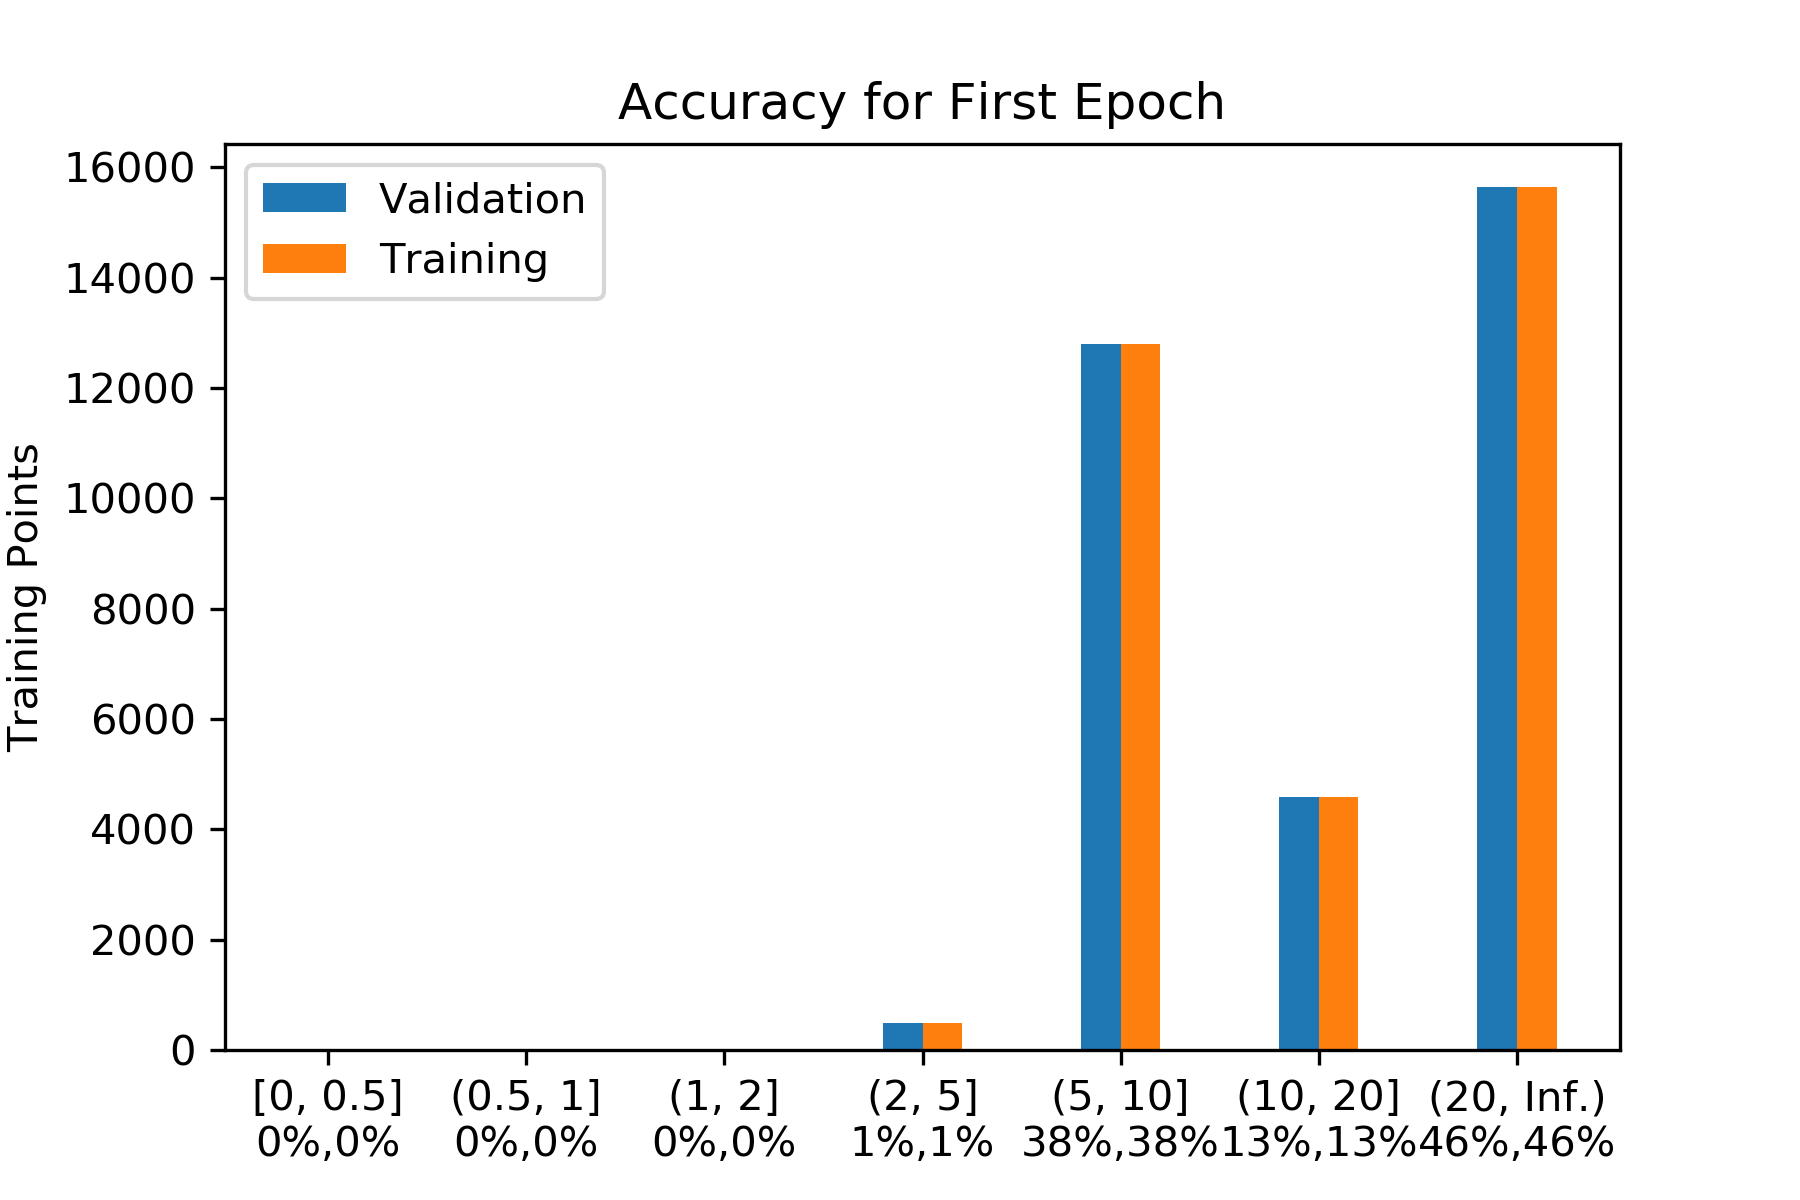 Accuracy for First Epoch
Validation
Training
Training Points
16000
14000
12000
10000
8000
6000
4000
2000
0
[0, 0.5] (0.5, 1] (1, 2] (2, 5] (5, 10] (10, 20] (20, Inf.)
0%,0% 0%,0% 0%,0% 1%,1% 38%,38% 13%,13% 46%,46%